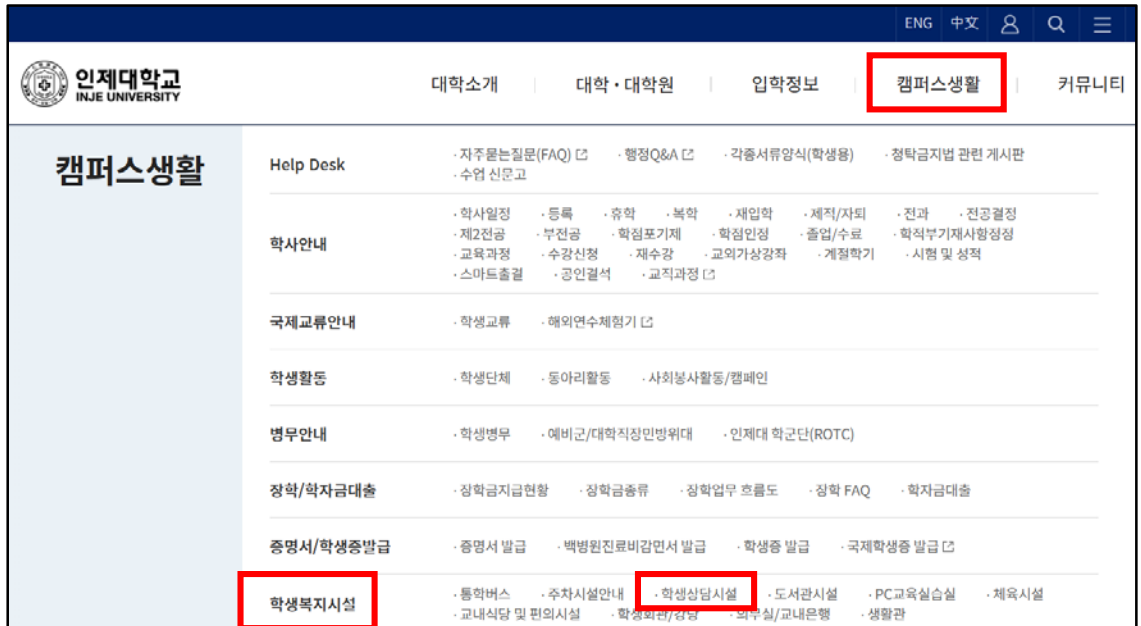 ENG 中文
인제대학교
INJE UNIVERSITY
대학소개 대학·대학원 입학정보 캠퍼스생활 커뮤니티
캠퍼스생활
Help Desk
·자주묻는질문(FAQ) ·행정Q&A ·각종서류양식(학생용) ·청탁금지법 관련 게시판
·수업 신문고
학사안내
·학사일정 ·등록 ·휴학 ·복학 ·재입학 ·제적/자퇴 ·전과 ·전공결정
·제2전공 ·부전공 ·학점포기제 ·학점인정 ·졸업/수료 ·학적부기재사항정정
·교육과정 ·수강신청 ·재수강 ·교외가상강좌 ·계절학기 ·시험 및 성적
·스마트출결 ·공인결석 ·교직과정
국제교류안내
·학생교류 ·해외연수체험기
학생활동
·학생단체 ·동아리활동 ·사회봉사활동/캠페인
병무안내
·학생병무 ·예비군/대학직장민방위대 ·인제대 학군단(ROTC)
장학/학자금대출
·장학금지급현황 ·장학금종류 ·장학업무 흐름도 ·장학 FAQ ·학자금대출
증명서/학생증발급
·증명서 발급 ·백병원진료비감면서 발급 ·학생증 발급 ·국제학생증 발급
학생복지시설
·통학버스 ·주차시설안내 ·학생상담시설 ·도서관시설 ·PC교육실습실 ·체육시설
·교내식당 및 편의시설 ·학생회관/강당 ·의무실/교내은행 ·생활관